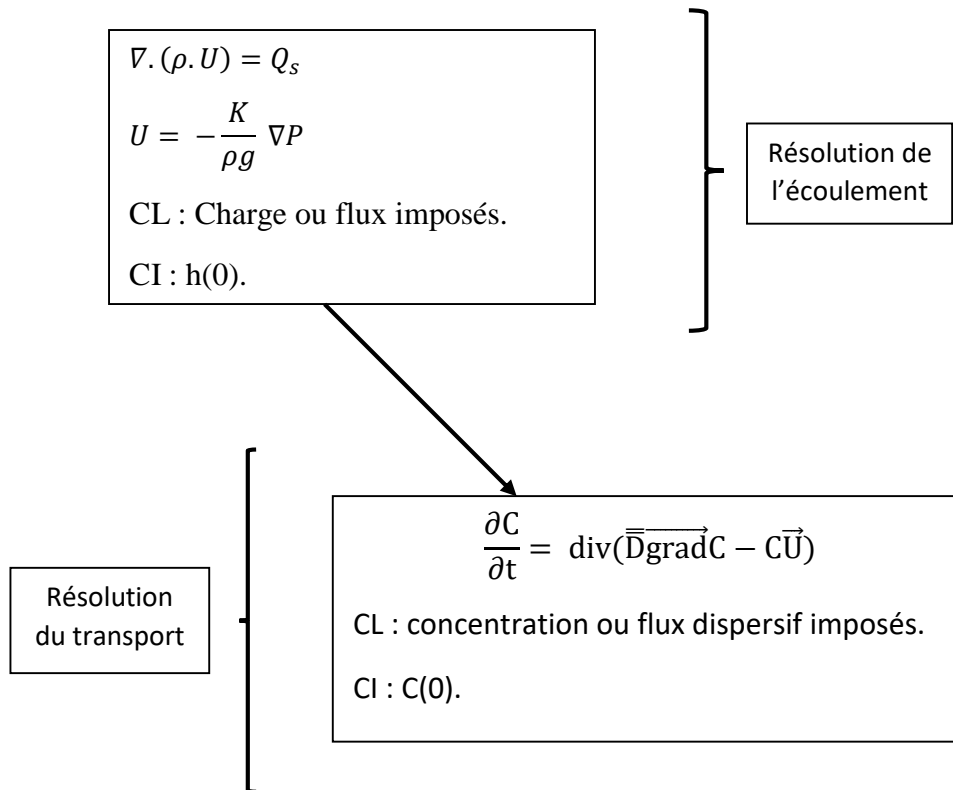 ∇.(ρ.U) = Q_s
U = − K/ρg ∇P
CL : Charge ou flux imposés.
CI : h(0).
Résolution de
l’écoulement
∂C/∂t = div(D̿ grad⃗C − CU⃗)
CL : concentration ou flux dispersif imposés.
CI : C(0).
Résolution
du transport